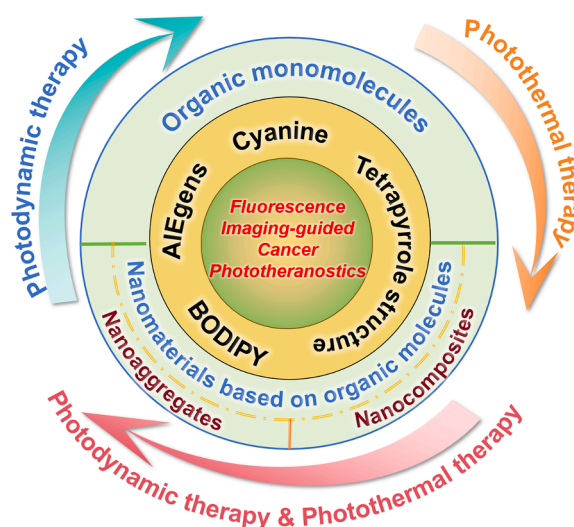 Photodynamic therapy
Photothermal therapy
Organic monomolecules
Cyanine
AIEgens
Tetrapyrrole structure
BODIPY
Fluorescence
Imaging-guided
Cancer
Phototheranostics
Nanomaterials based on organic molecules
Nanoaggregates
Nanocomposites
Photodynamic therapy & Photothermal therapy